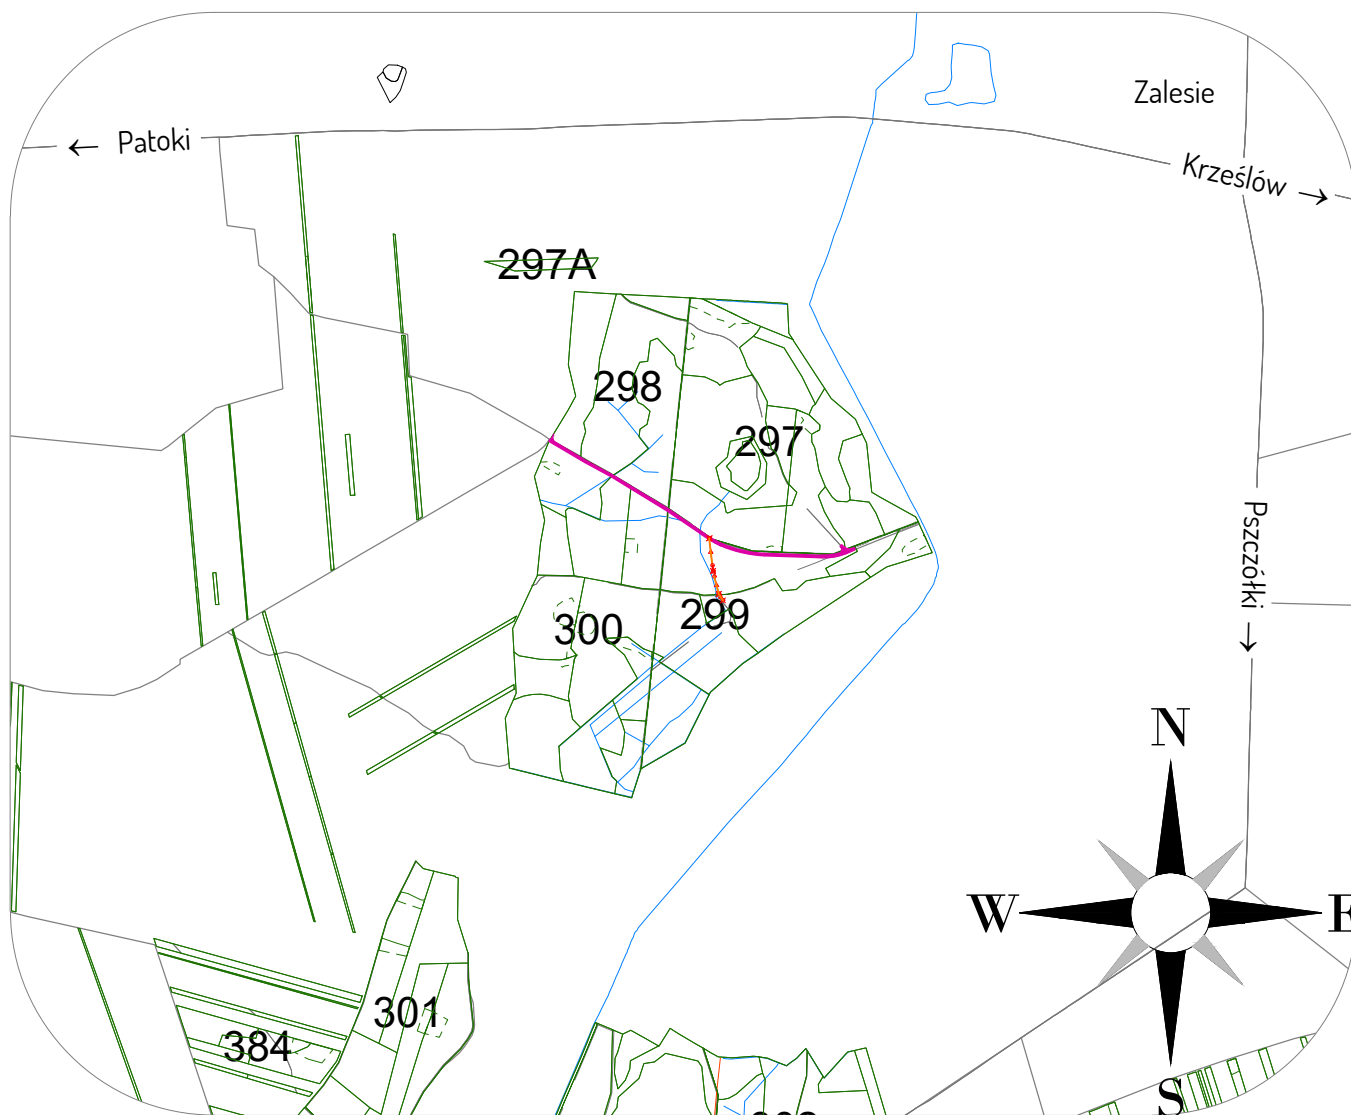 Zalesie
← Patoki
Krześlów →
297A
298
297
Pszczółki →
299
300
N
W
E
301
384
S